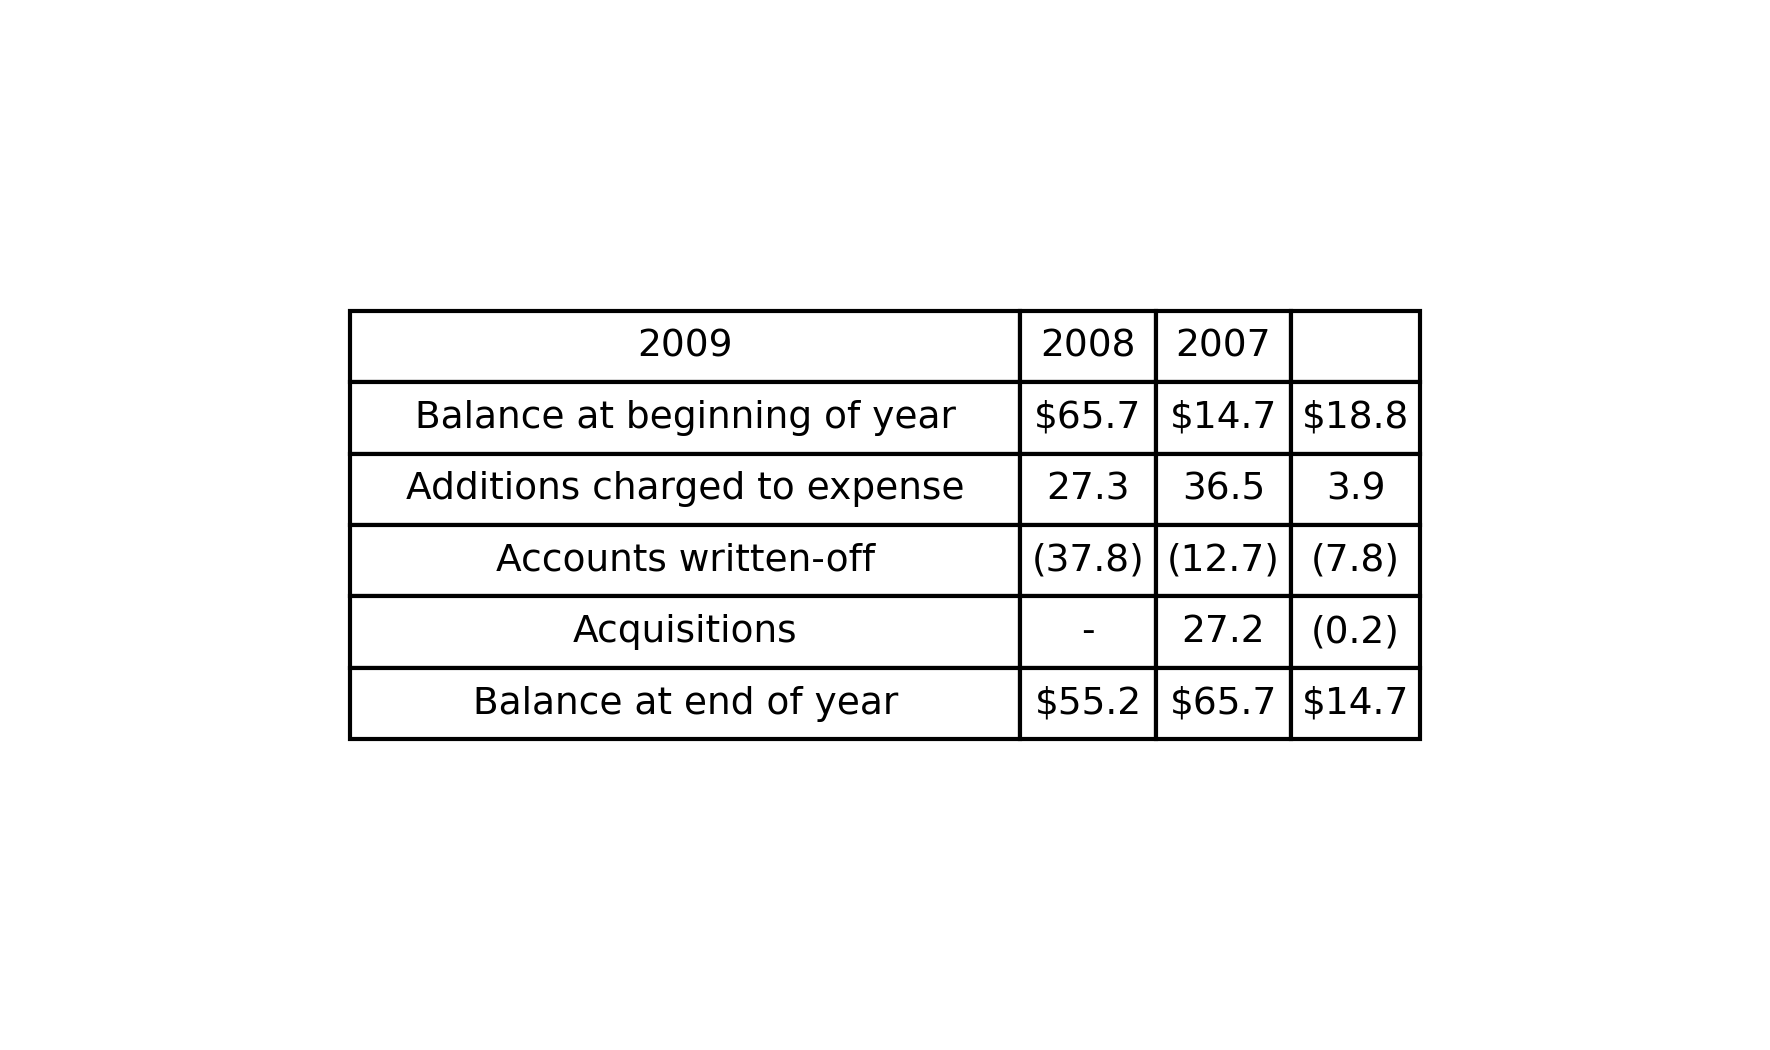 2009 2008 2007
Balance at beginning of year $65.7 $14.7 $18.8
Additions charged to expense 27.3 36.5 3.9
Accounts written-off (37.8) (12.7) (7.8)
Acquisitions - 27.2 (0.2)
Balance at end of year $55.2 $65.7 $14.7